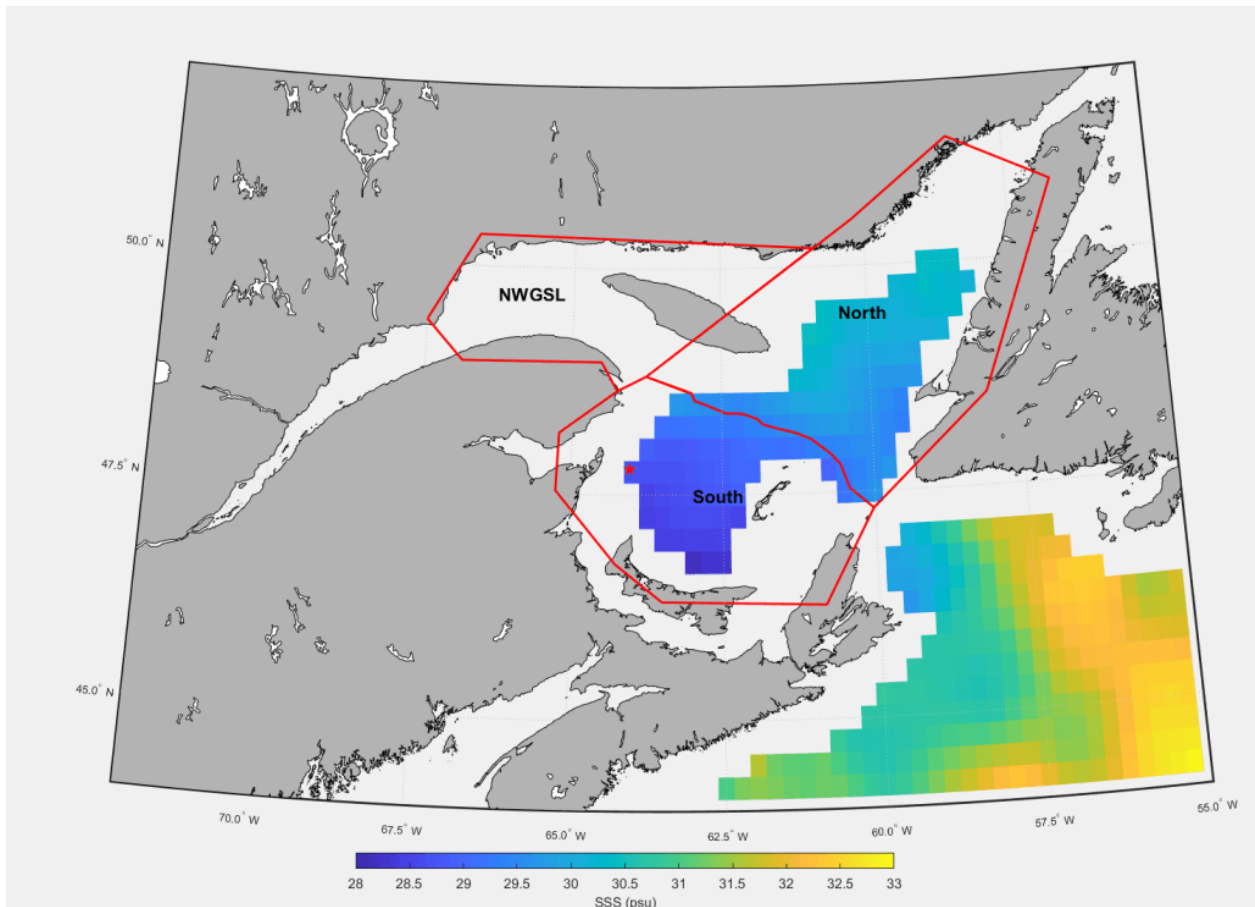 50.0° N
NWGSL
North
47.5° N
South
45.0° N
70.0° W
67.5° W
65.0° W
62.5° W
60.0° W
57.5° W
55.0° W
28 28.5 29 29.5 30 30.5 31 31.5 32 32.5 33
SSS (psu)